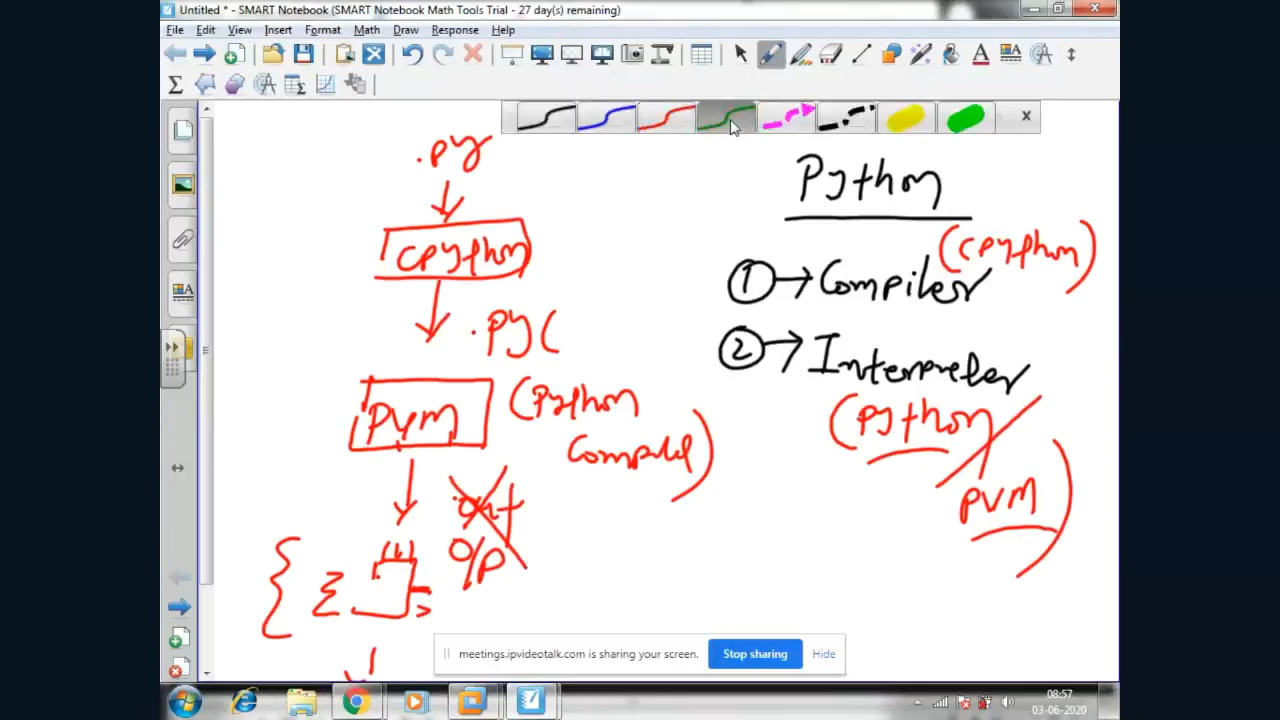 Untitled * - SMART Notebook (SMART Notebook Math Tools Trial - 27 day(s) remaining)
File Edit View Insert Format Math Draw Response Help
.py
Python
cpython
(cpython)
① → Compiler
.py(
② → Interpreter
PVM
(Python
Compiled)
(Python /
PVM)
O/P
meetings.ipvideotalk.com is sharing your screen. Stop sharing Hide
08:57
03-06-2020